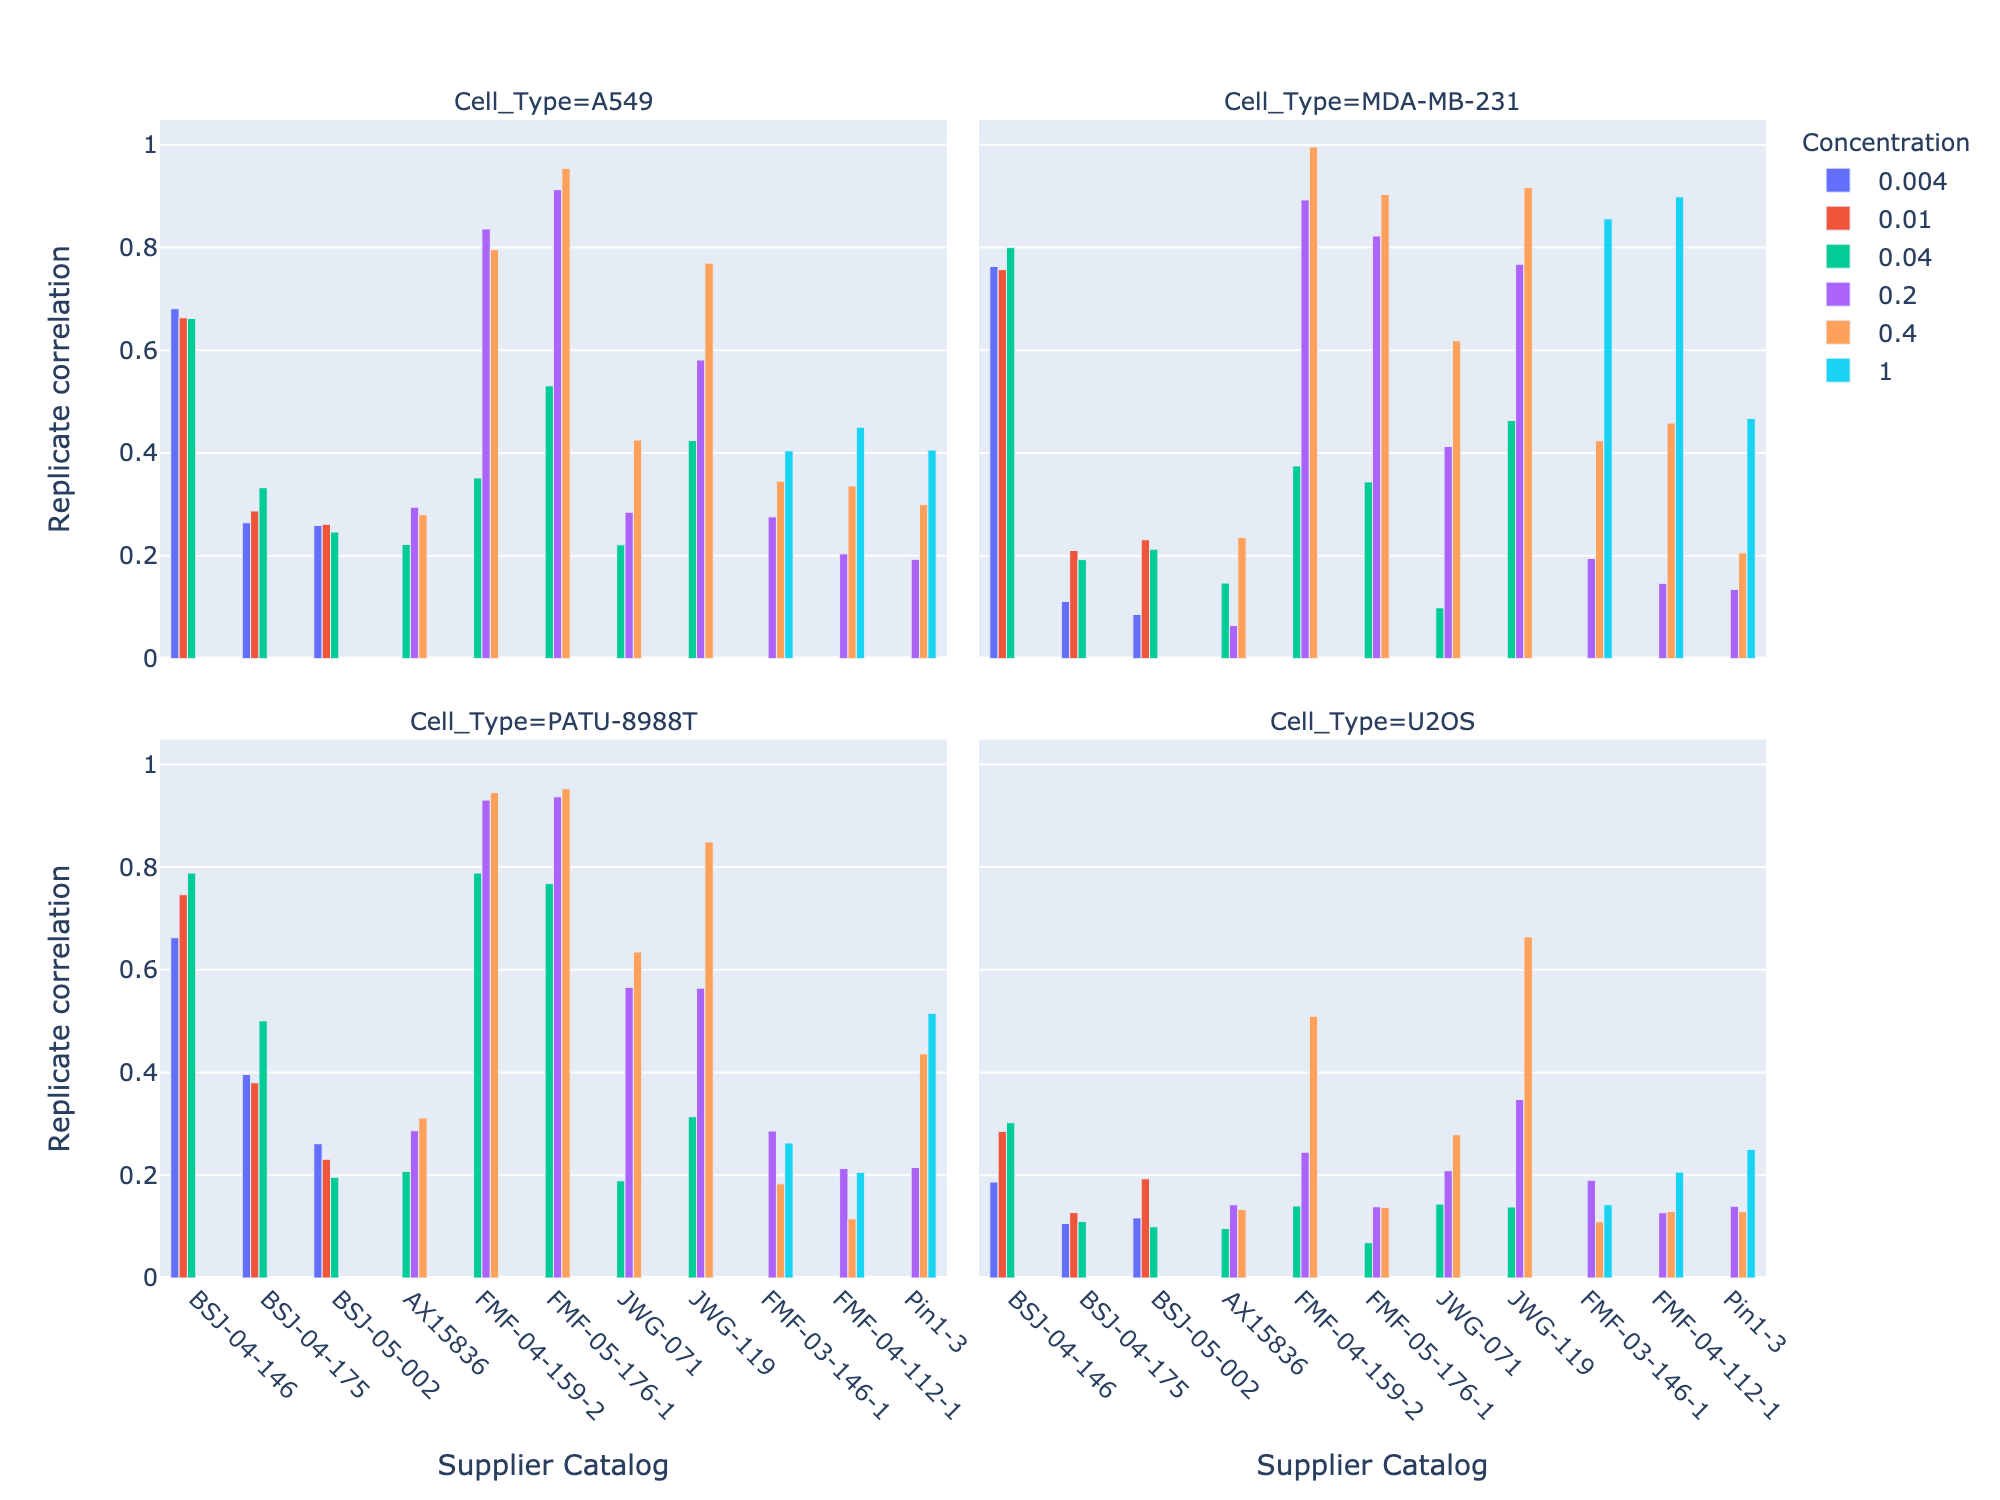 Cell_Type=A549
Cell_Type=MDA-MB-231
Concentration
0.004
0.01
0.04
0.2
0.4
1
Replicate correlation
1
0.8
0.6
0.4
0.2
0
Cell_Type=PATU-8988T
Cell_Type=U2OS
Replicate correlation
1
0.8
0.6
0.4
0.2
0
BSJ-04-146
BSJ-04-175
BSJ-05-002
AX15836
FMF-04-159-2
FMF-05-176-1
JWG-071
JWG-119
FMF-03-146-1
FMF-04-112-1
Pin1-3
BSJ-04-146
BSJ-04-175
BSJ-05-002
AX15836
FMF-04-159-2
FMF-05-176-1
JWG-071
JWG-119
FMF-03-146-1
FMF-04-112-1
Pin1-3
Supplier Catalog
Supplier Catalog